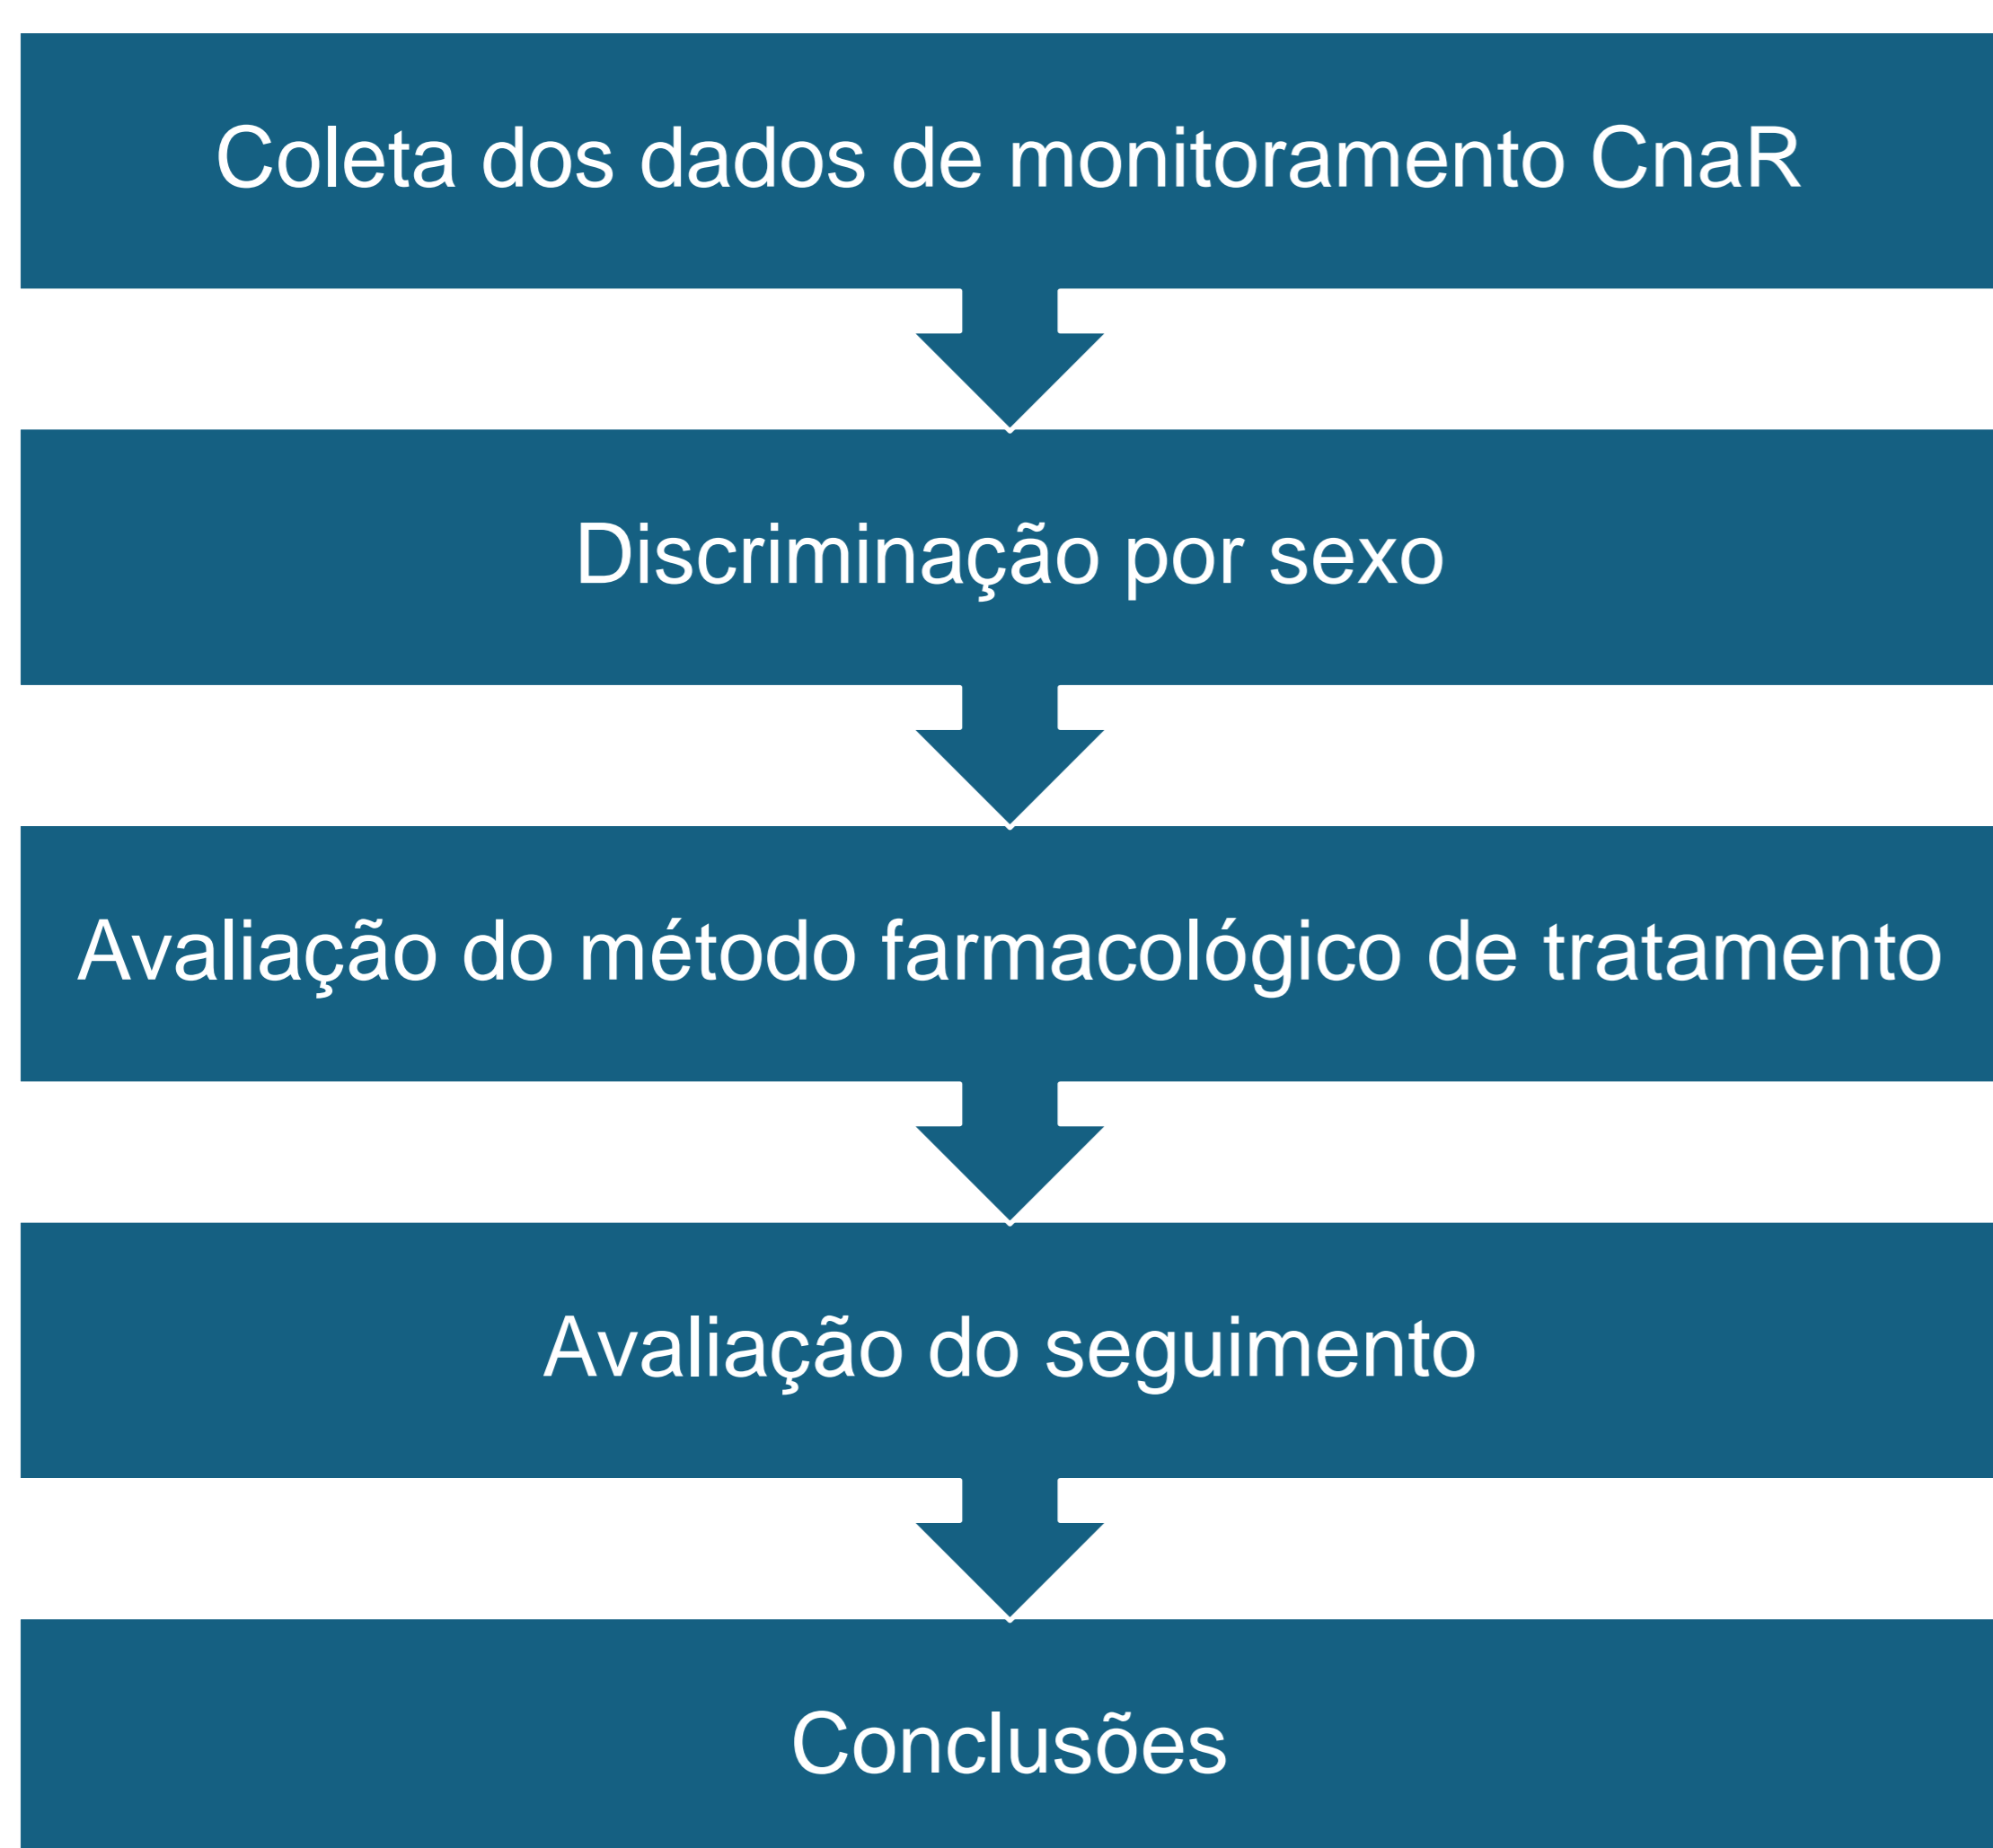 Coleta dos dados de monitoramento CnaR
Discriminação por sexo
Avaliação do método farmacológico de tratamento
Avaliação do seguimento
Conclusões